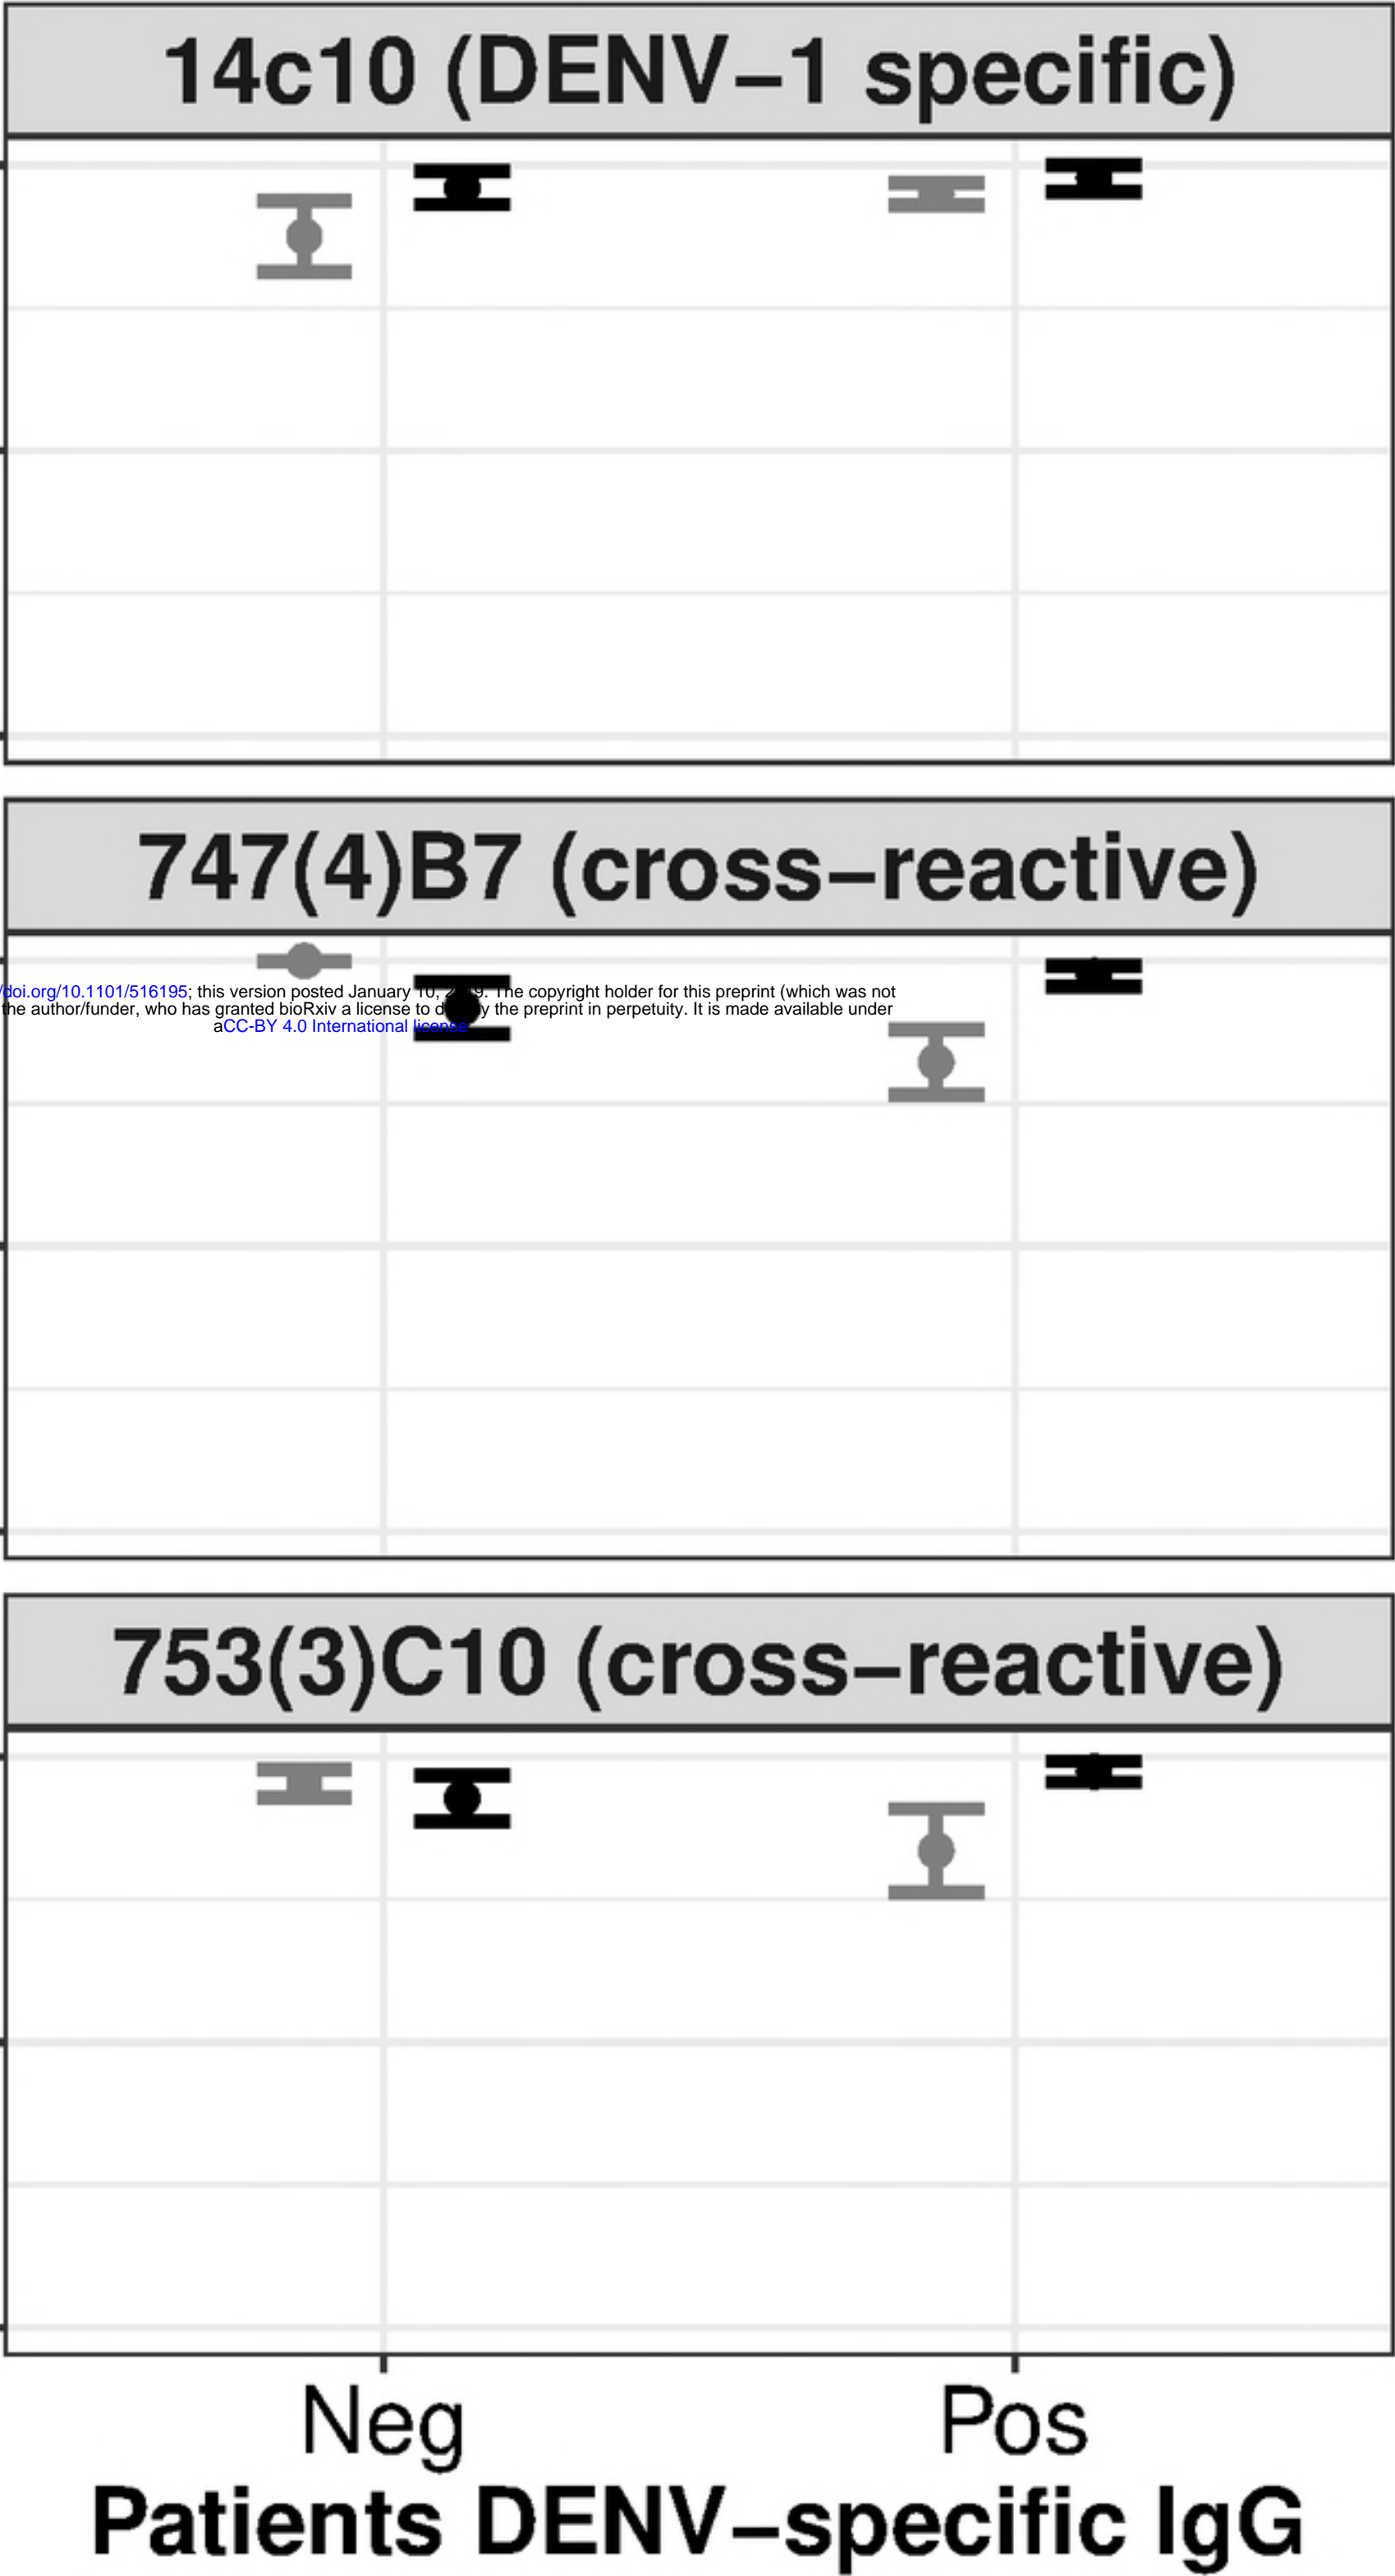 14c10 (DENV−1 specific)
747(4)B7 (cross−reactive)
/doi.org/10.1101/516195; this version posted January 10, 2019. The copyright holder for this preprint (which was not
the author/funder, who has granted bioRxiv a license to display the preprint in perpetuity. It is made available under
aCC-BY 4.0 International license
753(3)C10 (cross−reactive)
Neg Pos
Patients DENV−specific IgG